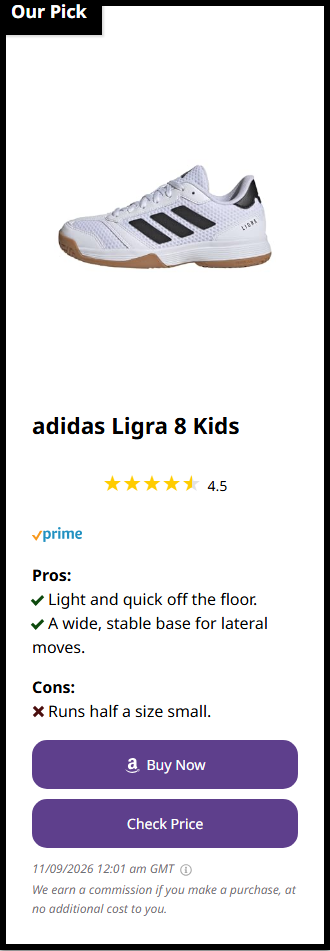 Our Pick
LIGRA
adidas Ligra 8 Kids
4.5
prime
Pros:
Light and quick off the floor.
A wide, stable base for lateral
moves.
Cons:
Runs half a size small.
Buy Now
Check Price
11/09/2026 12:01 am GMT
We earn a commission if you make a purchase, at
no additional cost to you.